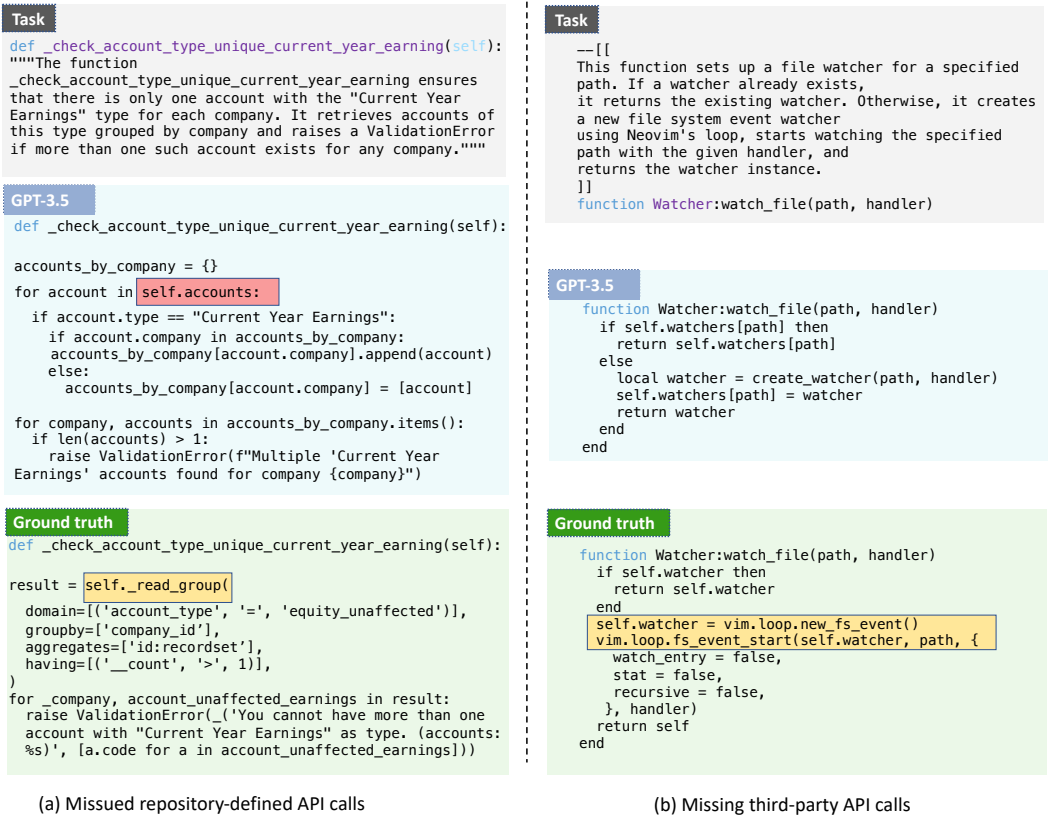 Task
def _check_account_type_unique_current_year_earning(self):
"""The function
_check_account_type_unique_current_year_earning ensures
that there is only one account with the "Current Year
Earnings" type for each company. It retrieves accounts of
this type grouped by company and raises a ValidationError
if more than one such account exists for any company."""
GPT-3.5
def _check_account_type_unique_current_year_earning(self):
accounts_by_company = {}
for account in self.accounts:
if account.type == "Current Year Earnings":
if account.company in accounts_by_company:
accounts_by_company[account.company].append(account)
else:
accounts_by_company[account.company] = [account]
for company, accounts in accounts_by_company.items():
if len(accounts) > 1:
raise ValidationError(f"Multiple 'Current Year
Earnings' accounts found for company {company}")
Ground truth
def _check_account_type_unique_current_year_earning(self):
result = self._read_group(
domain=[('account_type', '=', 'equity_unaffected')],
groupby=['company_id'],
aggregates=['id:recordset'],
having=[('__count', '>', 1)],
)
for _company, account_unaffected_earnings in result:
raise ValidationError(_('You cannot have more than one
account with "Current Year Earnings" as type. (accounts:
%s)', [a.code for a in account_unaffected_earnings]))
(a) Missued repository-defined API calls
Task
--[[
This function sets up a file watcher for a specified
path. If a watcher already exists,
it returns the existing watcher. Otherwise, it creates
a new file system event watcher
using Neovim's loop, starts watching the specified
path with the given handler, and
returns the watcher instance.
]]
function Watcher:watch_file(path, handler)
GPT-3.5
function Watcher:watch_file(path, handler)
if self.watchers[path] then
return self.watchers[path]
else
local watcher = create_watcher(path, handler)
self.watchers[path] = watcher
return watcher
end
end
Ground truth
function Watcher:watch_file(path, handler)
if self.watcher then
return self.watcher
end
self.watcher = vim.loop.new_fs_event()
vim.loop.fs_event_start(self.watcher, path, {
watch_entry = false,
stat = false,
recursive = false,
}, handler)
return self
end
(b) Missing third-party API calls